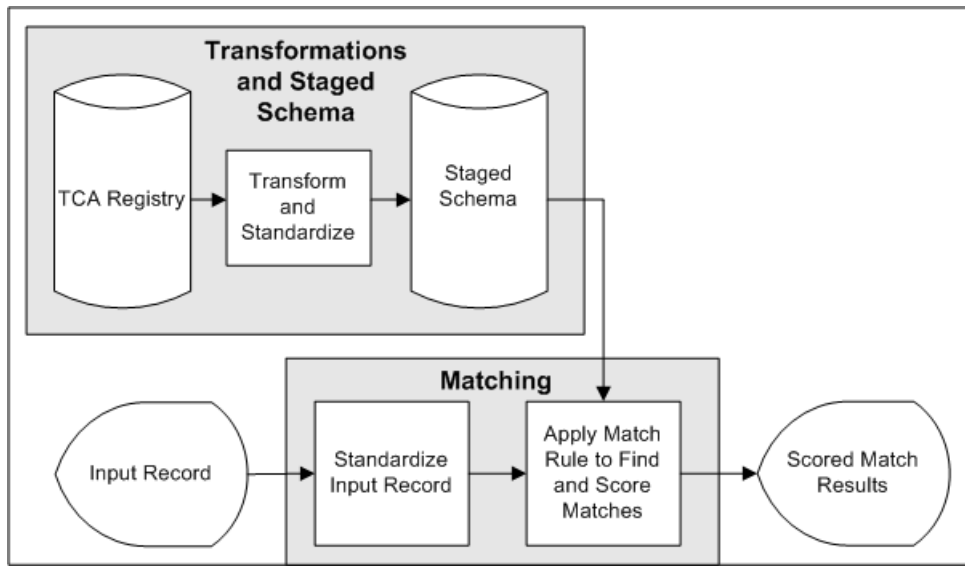 Transformations
and Staged
Schema
TCA Registry
Transform
and
Standardize
Staged
Schema
Matching
Input Record
Standardize
Input Record
Apply Match
Rule to Find
and Score
Matches
Scored Match
Results